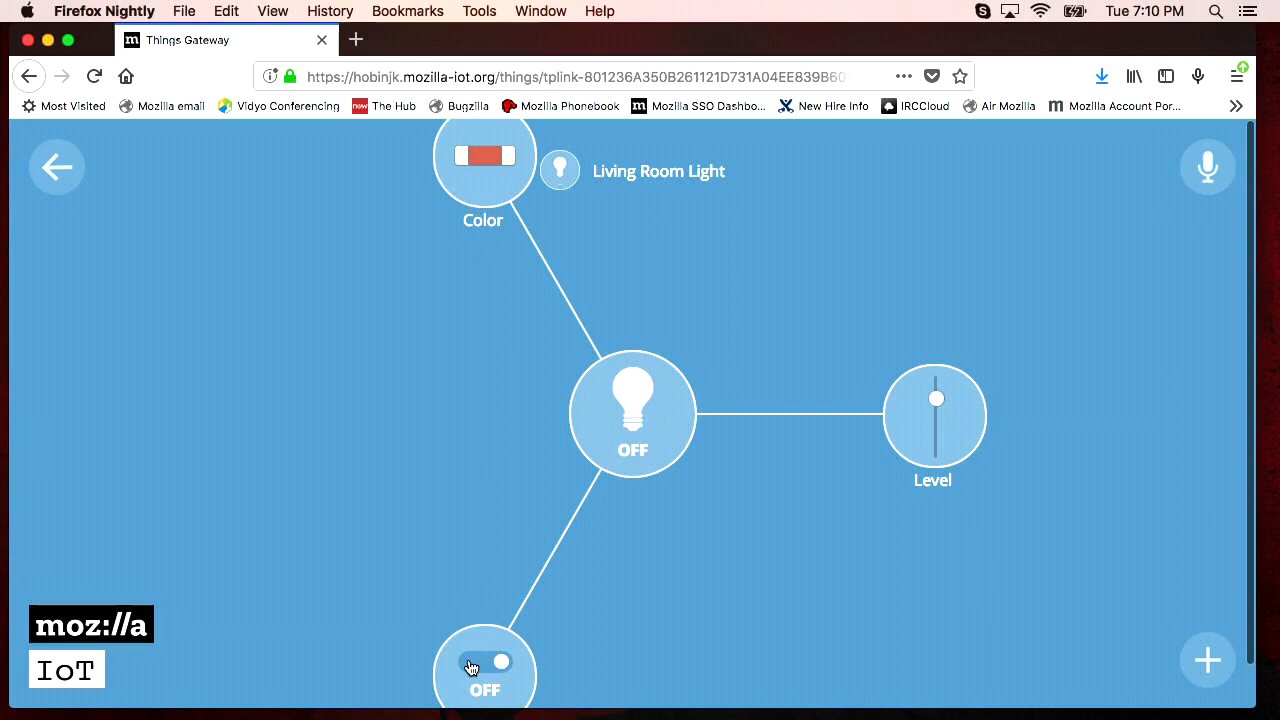 Firefox Nightly File Edit View History Bookmarks Tools Window Help Tue 7:10 PM
m Things Gateway
https://hobinjk.mozilla-iot.org/things/tplink-801236A350B261121D731A04EE839B60
Most Visited Mozilla email Vidyo Conferencing The Hub Bugzilla Mozilla Phonebook m Mozilla SSO Dashbo... New Hire Info IRCCloud Air Mozilla m Mozilla Account Por...
Living Room Light
Color
OFF
Level
OFF
moz://a
IoT